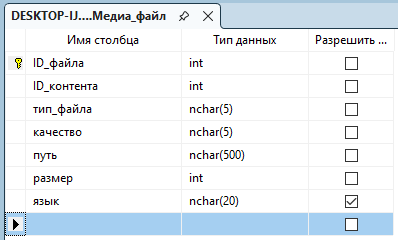 DESKTOP-IJ....Медиа_файл
Имя столбца Тип данных Разрешить ...
ID_файла int
ID_контента int
тип_файла nchar(5)
качество nchar(5)
путь nchar(500)
размер int
язык nchar(20)